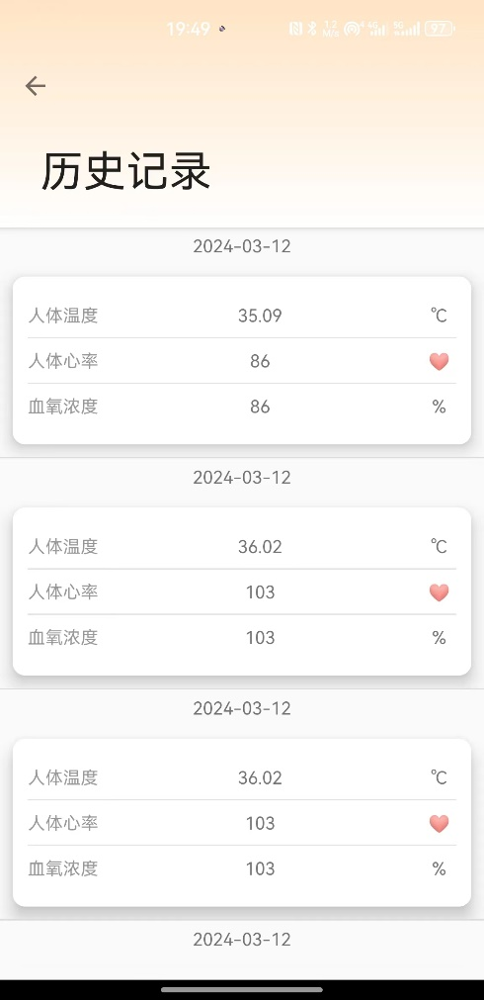 19:49
97
历史记录
2024-03-12
人体温度 35.09 ℃
人体心率 86
血氧浓度 86 %
2024-03-12
人体温度 36.02 ℃
人体心率 103
血氧浓度 103 %
2024-03-12
人体温度 36.02 ℃
人体心率 103
血氧浓度 103 %
2024-03-12